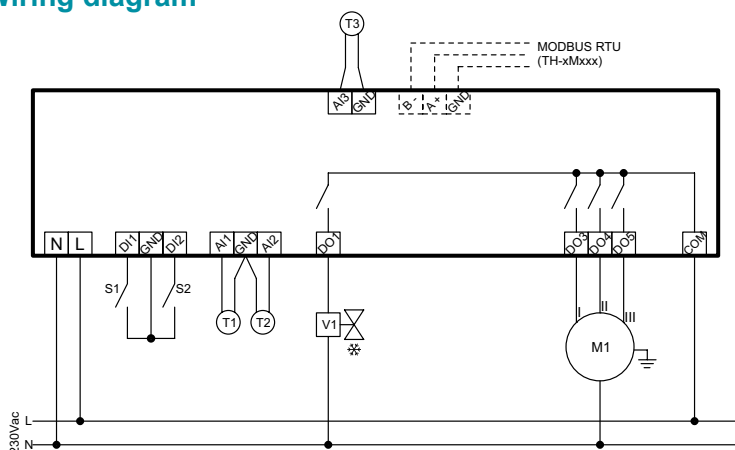 wiring diagram
T3
MODBUS RTU
(TH-xMxxx)
AI3 GND B - A + GND
N L DI1 GND DI2 AI1 GND AI2 DO1 DO3 DO4 DO5 COM
S1 S2
T1 T2 V1 I II III
M1
230Vac
L
N